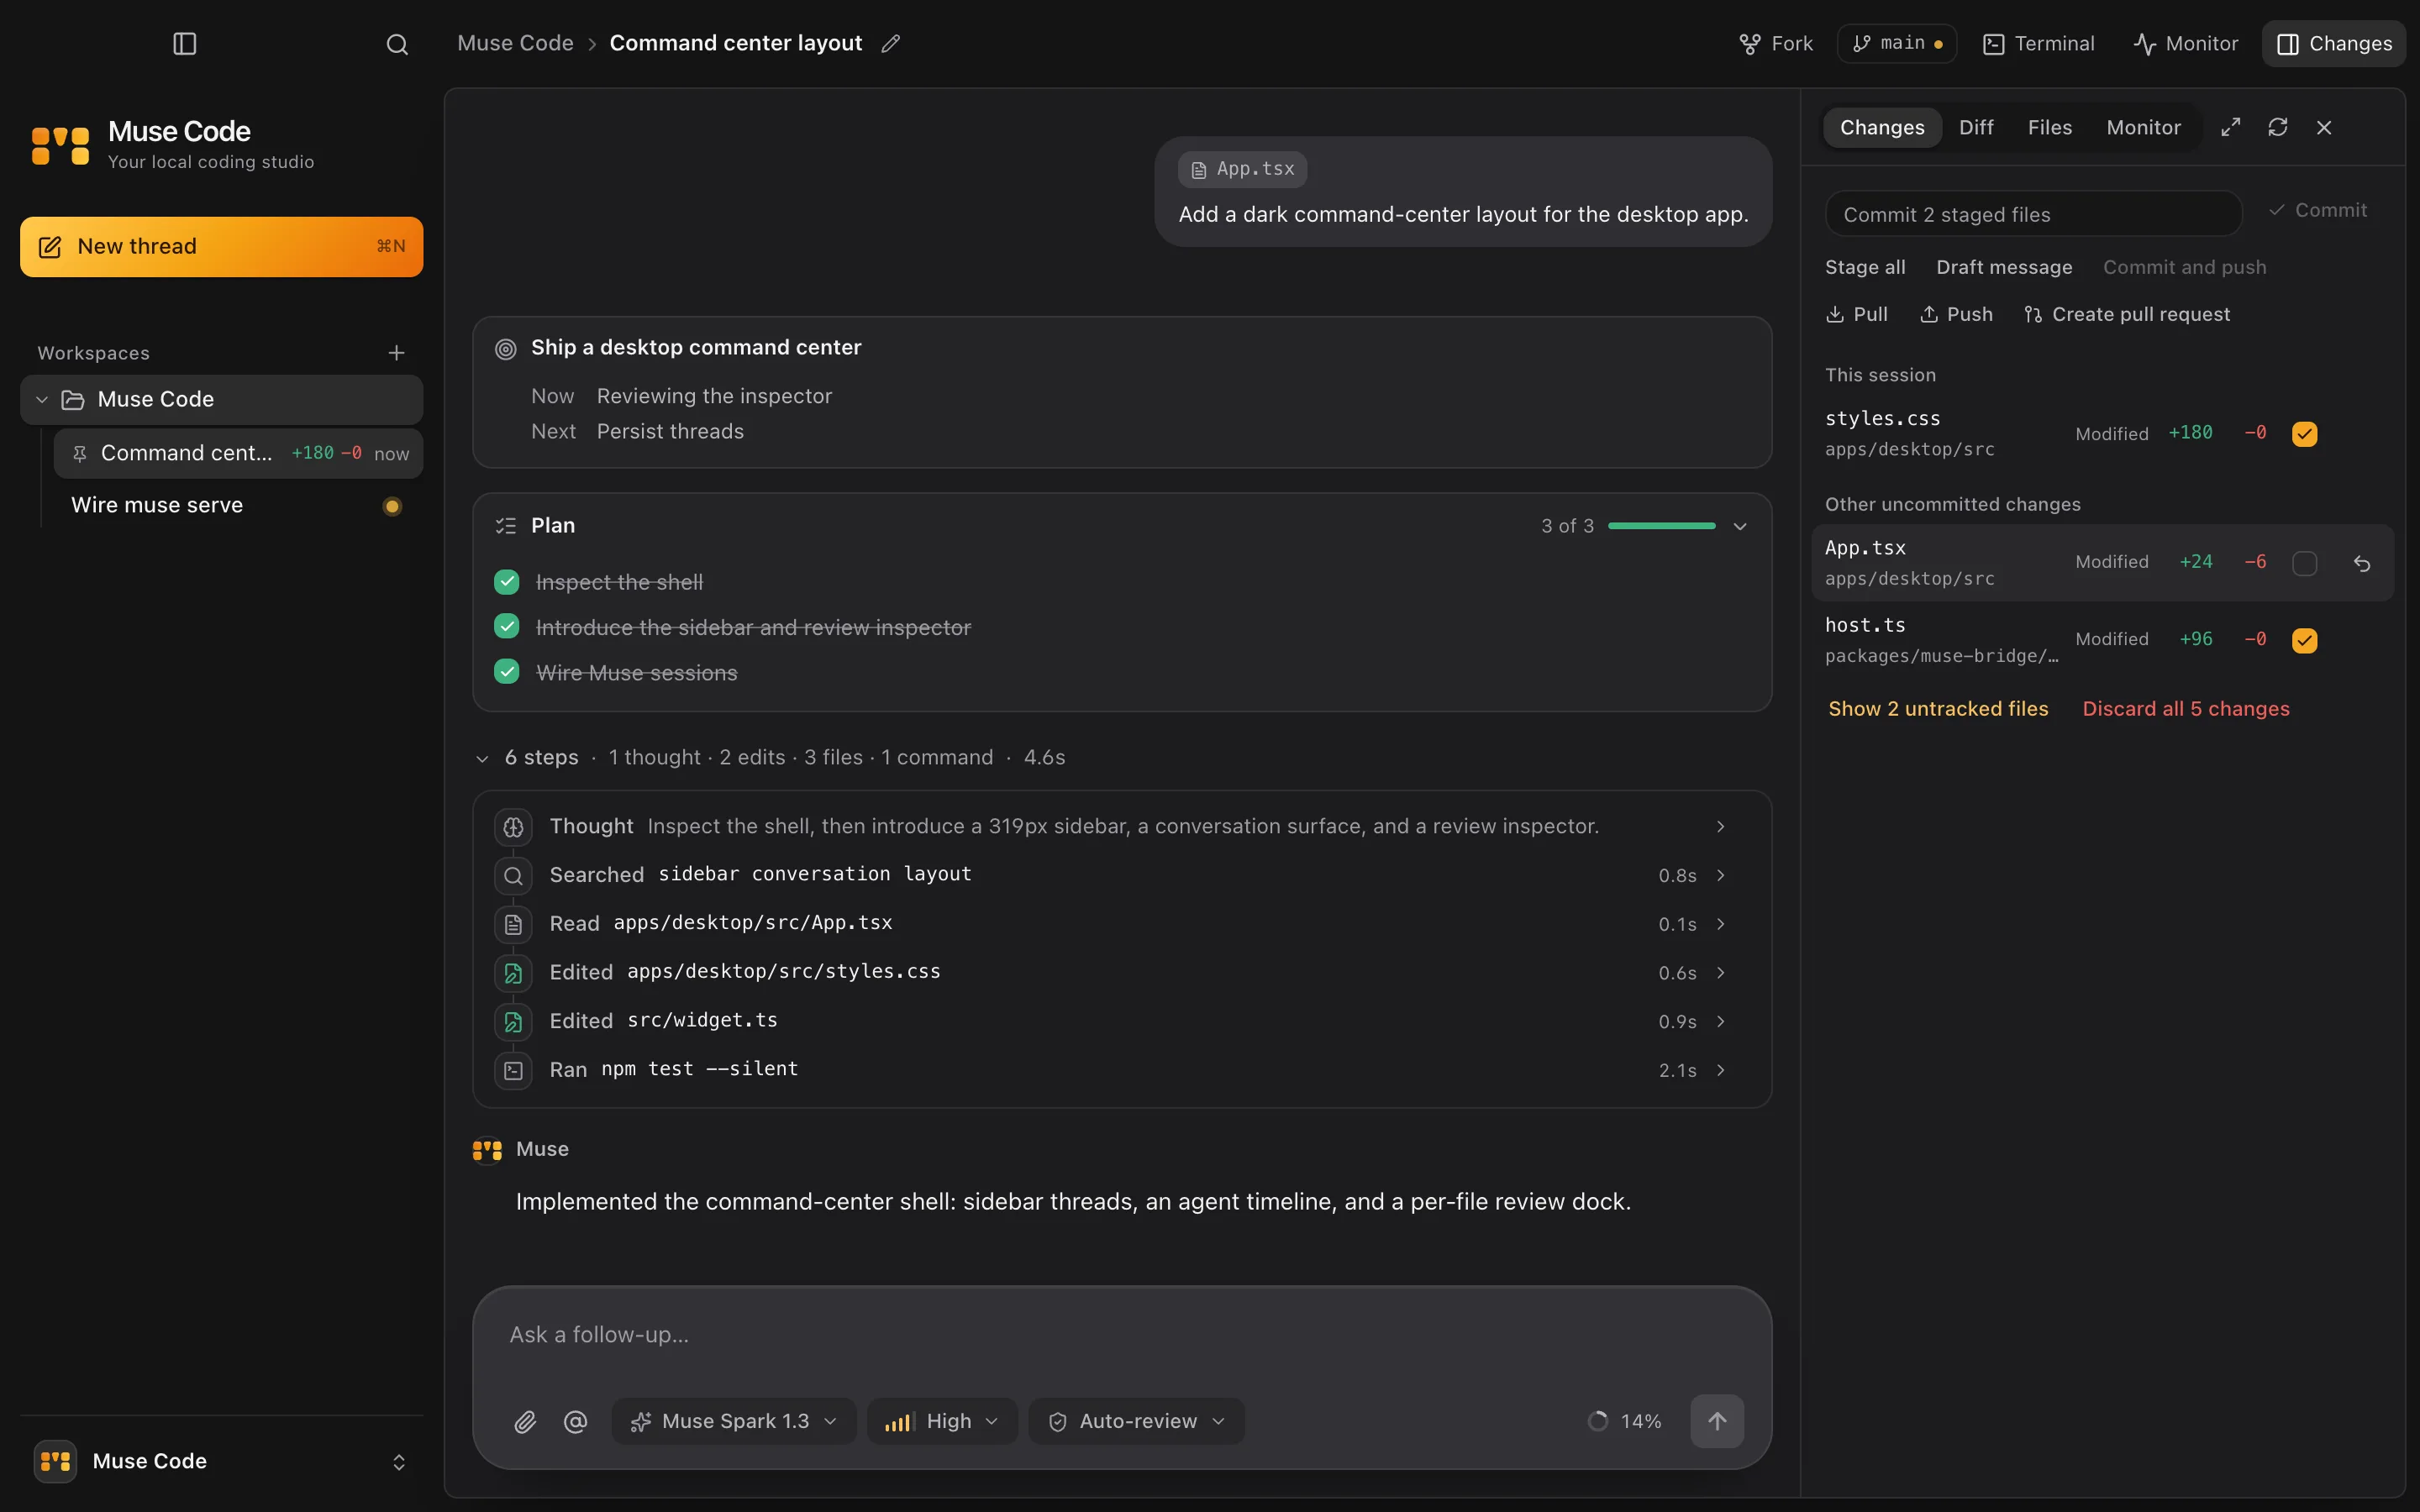 Muse Code › Command center layout
Fork
main
Terminal
Monitor
Changes
Muse Code
Your local coding studio
New thread ⌘N
Workspaces
Muse Code
Command cent... +180 −0 now
Wire muse serve
Muse Code
App.tsx
Add a dark command-center layout for the desktop app.
Ship a desktop command center
Now Reviewing the inspector
Next Persist threads
Plan 3 of 3
Inspect the shell
Introduce the sidebar and review inspector
Wire Muse sessions
6 steps · 1 thought · 2 edits · 3 files · 1 command · 4.6s
Thought Inspect the shell, then introduce a 319px sidebar, a conversation surface, and a review inspector.
Searched sidebar conversation layout 0.8s
Read apps/desktop/src/App.tsx 0.1s
Edited apps/desktop/src/styles.css 0.6s
Edited src/widget.ts 0.9s
Ran npm test --silent 2.1s
Muse
Implemented the command-center shell: sidebar threads, an agent timeline, and a per-file review dock.
Ask a follow-up...
Muse Spark 1.3 High Auto-review 14%
Changes Diff Files Monitor
Commit 2 staged files Commit
Stage all Draft message Commit and push
Pull Push Create pull request
This session
styles.css
apps/desktop/src
Modified +180 −0
Other uncommitted changes
App.tsx
apps/desktop/src
Modified +24 −6
host.ts
packages/muse-bridge/…
Modified +96 −0
Show 2 untracked files Discard all 5 changes